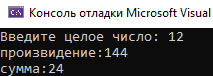 Консоль отладки Microsoft Visual
Введите целое число: 12
произвидение:144
сумма:24